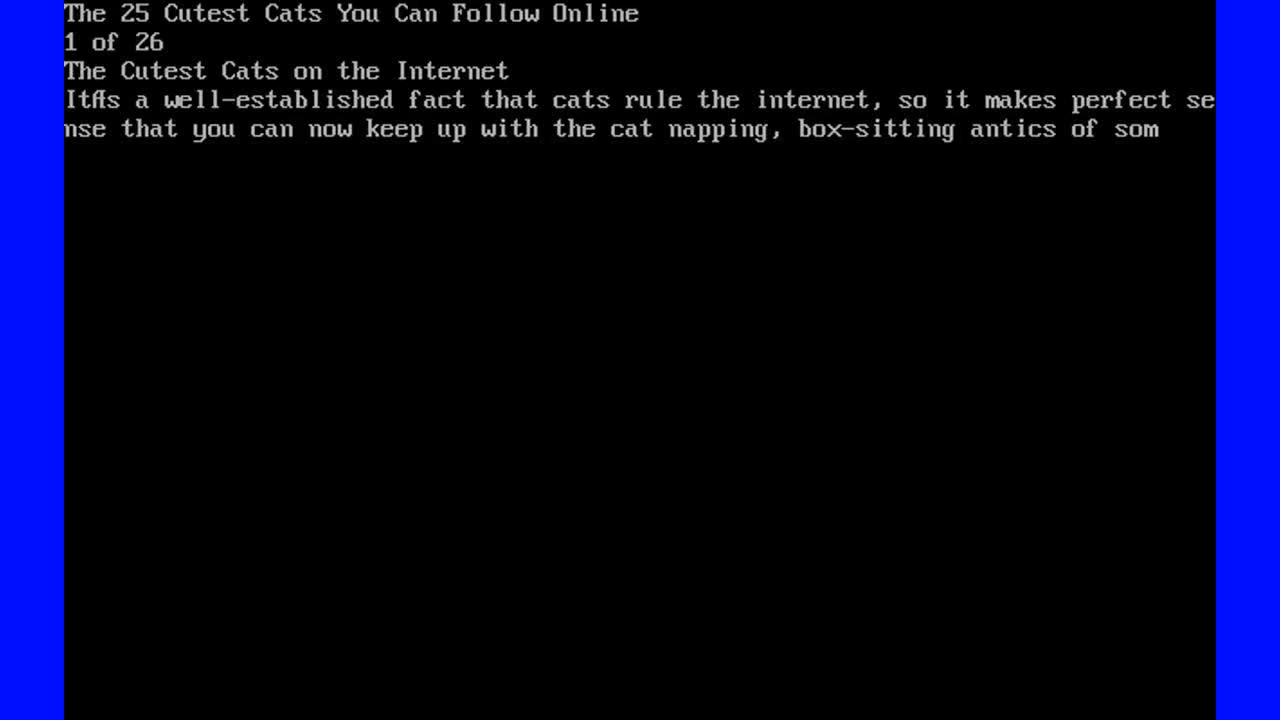 The 25 Cutest Cats You Can Follow Online
1 of 26
The Cutest Cats on the Internet
a well-established fact that cats rule the internet, so it makes perfect se
nse that you can now keep up with the cat napping, box-sitting antics of som